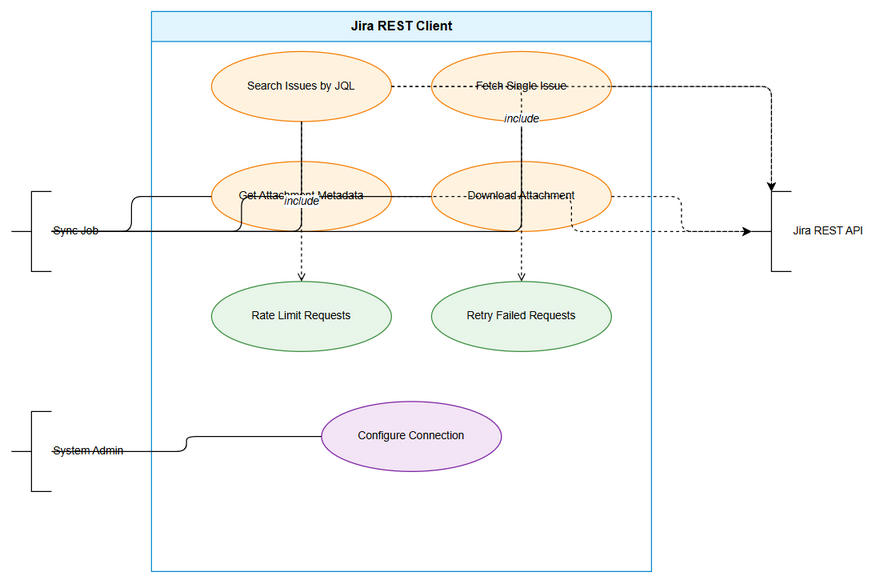 Jira REST Client
Search Issues by JQL
Fetch Single Issue
include
Get Attachment Metadata
include
Download Attachment
Sync Job
Jira REST API
Rate Limit Requests
Retry Failed Requests
Configure Connection
System Admin